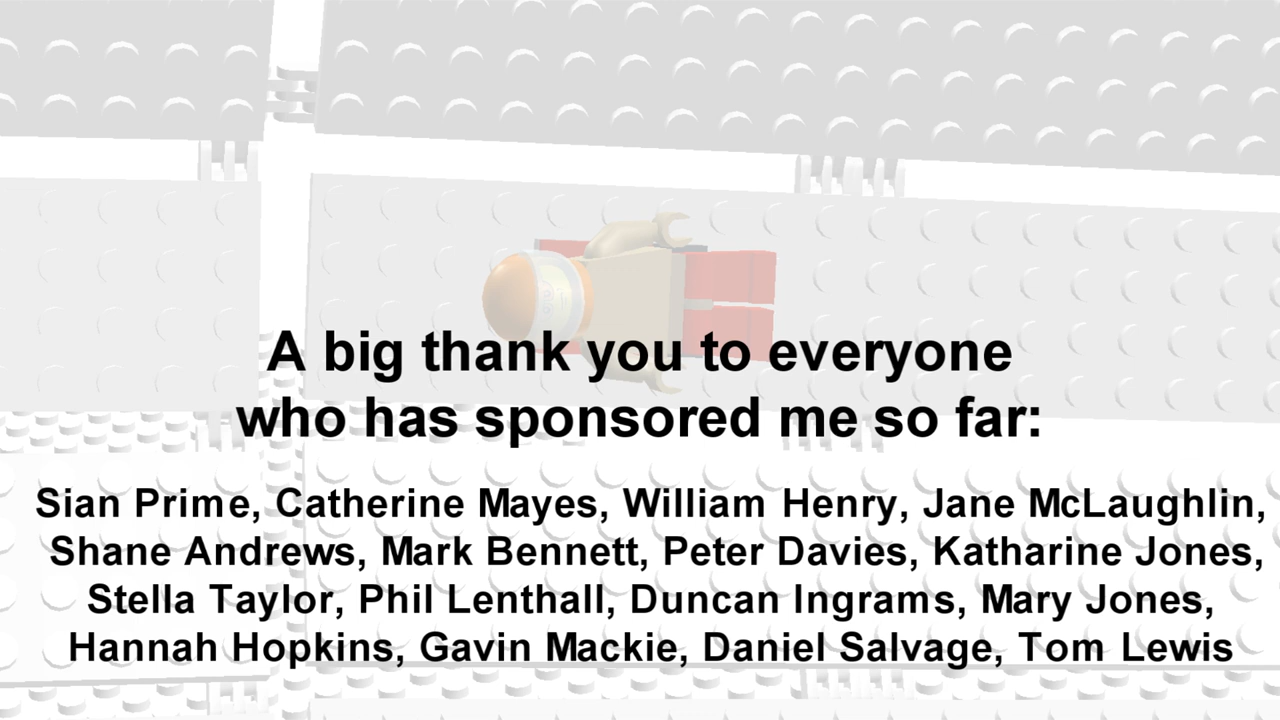 A big thank you to everyone
who has sponsored me so far:
Sian Prime, Catherine Mayes, William Henry, Jane McLaughlin,
Shane Andrews, Mark Bennett, Peter Davies, Katharine Jones,
Stella Taylor, Phil Lenthall, Duncan Ingrams, Mary Jones,
Hannah Hopkins, Gavin Mackie, Daniel Salvage, Tom Lewis